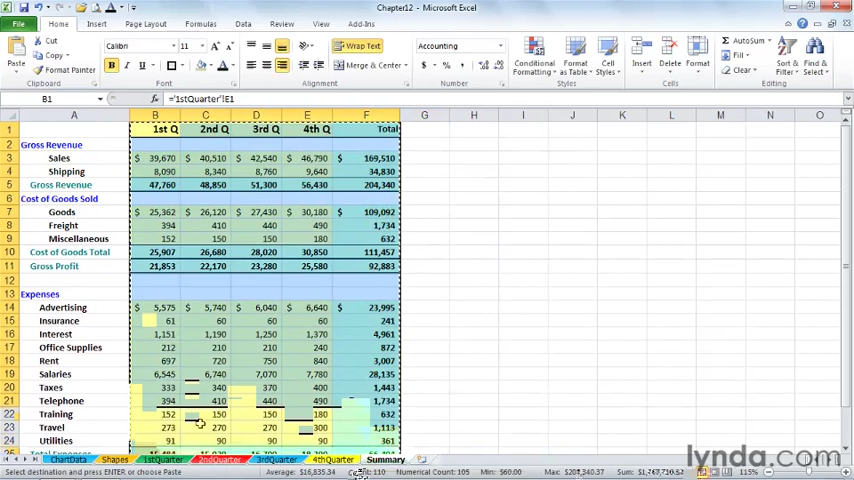 Chapter12 - Microsoft Excel
File Home Insert Page Layout Formulas Data Review View Add-Ins
Cut
Copy
Format Painter
Paste
Clipboard
Calibri 11
B I U
Font
Wrap Text
Merge & Center
Alignment
Accounting
$ % ,
Number
Conditional Formatting Format as Table Cell Styles
Styles
Insert Delete Format
Cells
AutoSum
Fill
Clear
Sort & Filter Find & Select
Editing
B1 fx ='1stQuarter'!E1
A B C D E F G H I J K L M N O
1 1st Q 2nd Q 3rd Q 4th Q Total
2 Gross Revenue
3 Sales $ 39,670 $ 40,510 $ 42,540 $ 46,790 $ 169,510
4 Shipping 8,090 8,340 8,760 9,640 34,830
5 Gross Revenue 47,760 48,850 51,300 56,430 204,340
6 Cost of Goods Sold
7 Goods $ 25,362 $ 26,120 $ 27,430 $ 30,180 $ 109,092
8 Freight 394 410 440 490 1,734
9 Miscellaneous 152 150 150 180 632
10 Cost of Goods Total 25,907 26,680 28,020 30,850 111,457
11 Gross Profit 21,853 22,170 23,280 25,580 92,883
12
13 Expenses
14 Advertising $ 5,575 $ 5,740 $ 6,040 $ 6,640 $ 23,995
15 Insurance 61 60 60 60 241
16 Interest 1,151 1,190 1,250 1,370 4,961
17 Office Supplies 212 210 210 240 872
18 Rent 697 720 750 840 3,007
19 Salaries 6,545 6,740 7,070 7,780 28,135
20 Taxes 333 340 370 400 1,443
21 Telephone 394 410 440 490 1,734
22 Training 152 150 150 180 632
23 Travel 273 270 270 300 1,113
24 Utilities 91 90 90 90 361
25 Total Expenses
ChartData Shapes 1stQuarter 2ndQuarter 3rdQuarter 4thQuarter Summary
lynda.com
Select destination and press ENTER or choose Paste Average: $16,835.34 Count: 110 Numerical Count: 105 Min: $60.00 Max: $204,340.37 115%